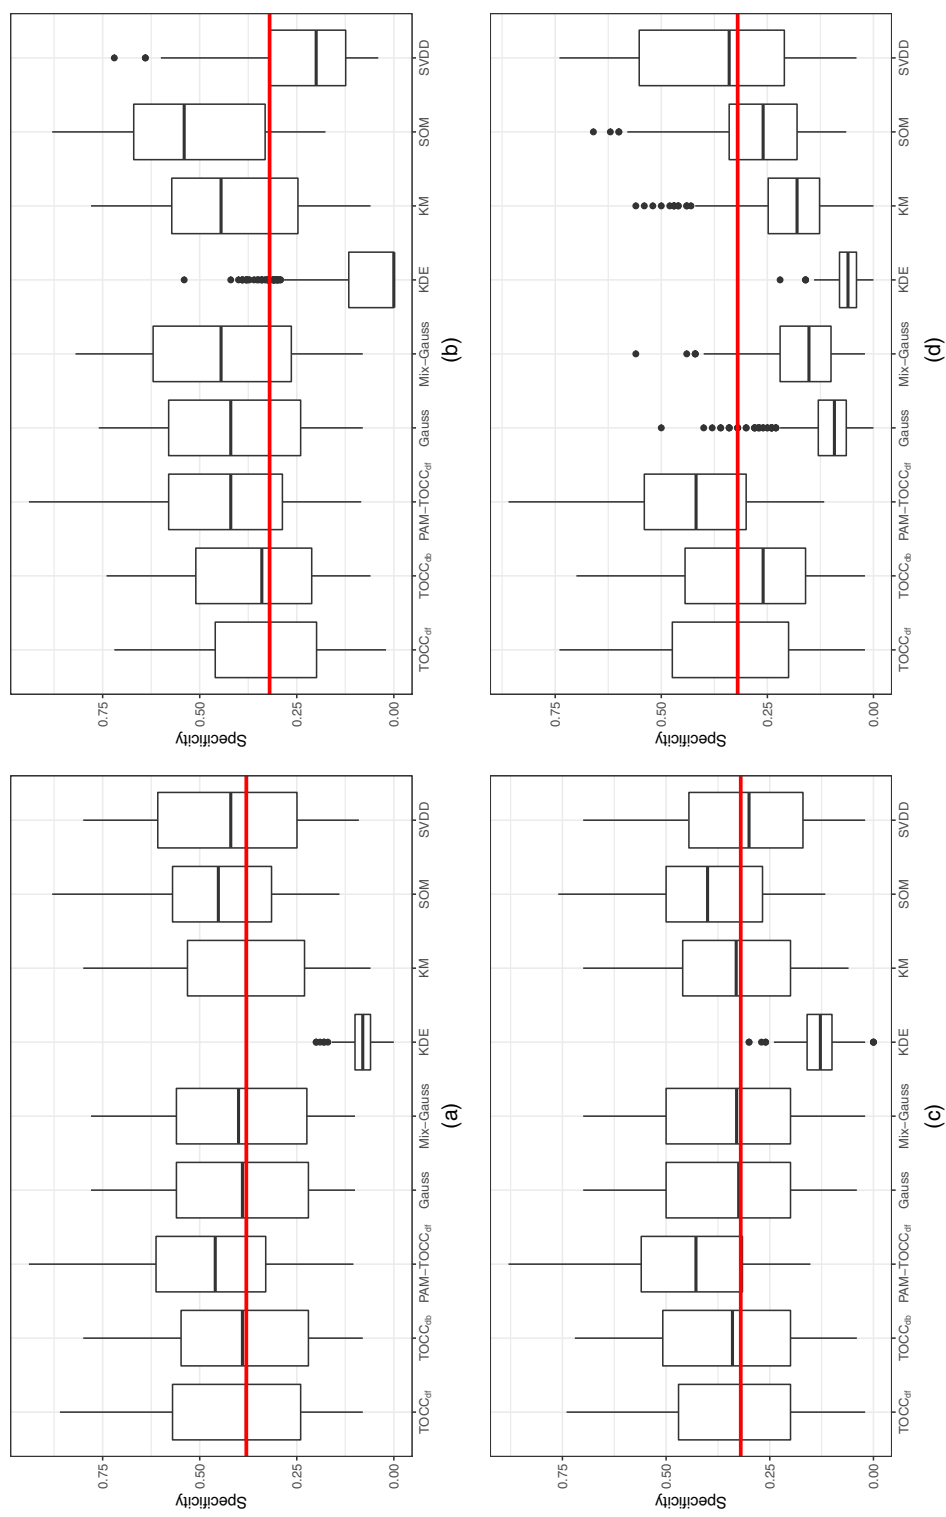 Specificity
0.75
0.50
0.25
0.00
TOCCdf
TOCCdb
PAM−TOCCdf
Gauss
Mix−Gauss
KDE
KM
SOM
SVDD
(a)
Specificity
0.75
0.50
0.25
0.00
TOCCdf
TOCCdb
PAM−TOCCdf
Gauss
Mix−Gauss
KDE
KM
SOM
SVDD
(b)
Specificity
0.75
0.50
0.25
0.00
TOCCdf
TOCCdb
PAM−TOCCdf
Gauss
Mix−Gauss
KDE
KM
SOM
SVDD
(c)
Specificity
0.75
0.50
0.25
0.00
TOCCdf
TOCCdb
PAM−TOCCdf
Gauss
Mix−Gauss
KDE
KM
SOM
SVDD
(d)